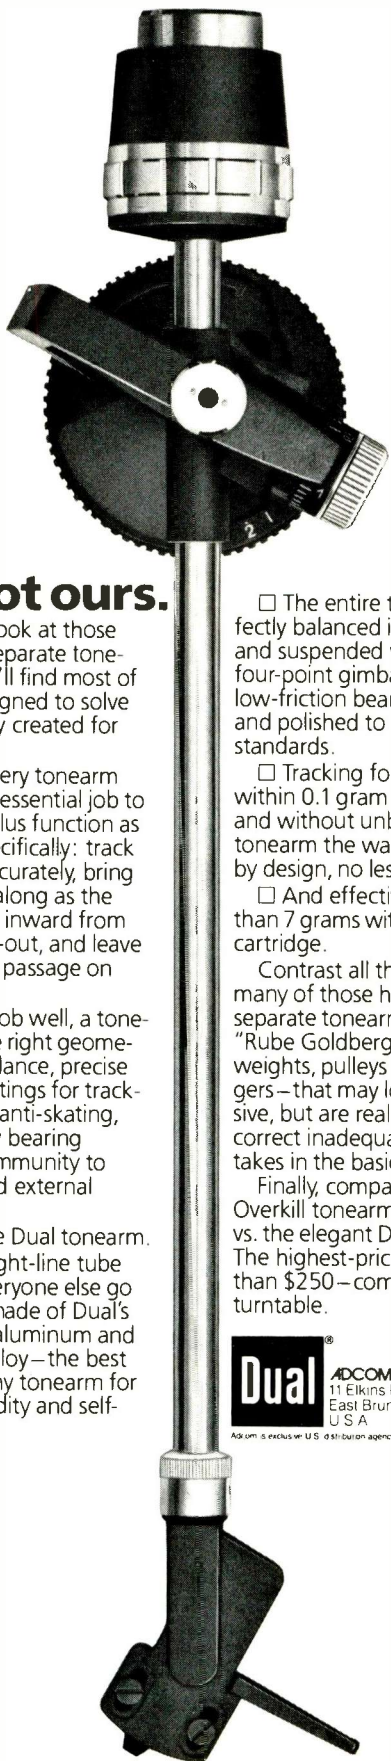 2 1
ot ours.
ook at those
eparate tone-
'll find most of
gned to solve
y created for
ery tonearm
essential job to
lus function as
cifically: track
curately, bring
along as the
inward from
-out, and leave
passage on
ob well, a tone-
e right geome-
lance, precise
tings for track-
anti-skating,
bearing
mmunity to
d external
e Dual tonearm.
ght-line tube
eryone else go
nade of Dual's
aluminum and
loy—the best
ny tonearm for
dity and self-
☐ The entire t
fectly balanced i
and suspended
four-point gimb
low-friction bear
and polished to
standards.
☐ Tracking fo
within 0.1 gram
and without unb
tonearm the wa
by design, no les
☐ And effecti
than 7 grams wit
cartridge.
Contrast all th
many of those h
separate tonearm
"Rube Goldberg
weights, pulleys
gers—that may l
sive, but are real
correct inadequa
takes in the basi
Finally, compa
Overkill tonearm
vs. the elegant D
The highest-pric
than $250—com
turntable.
Dual®
ADCOM
11 Elkins
East Brun
U S A
Adcom is exclusive U.S. distribution agenc